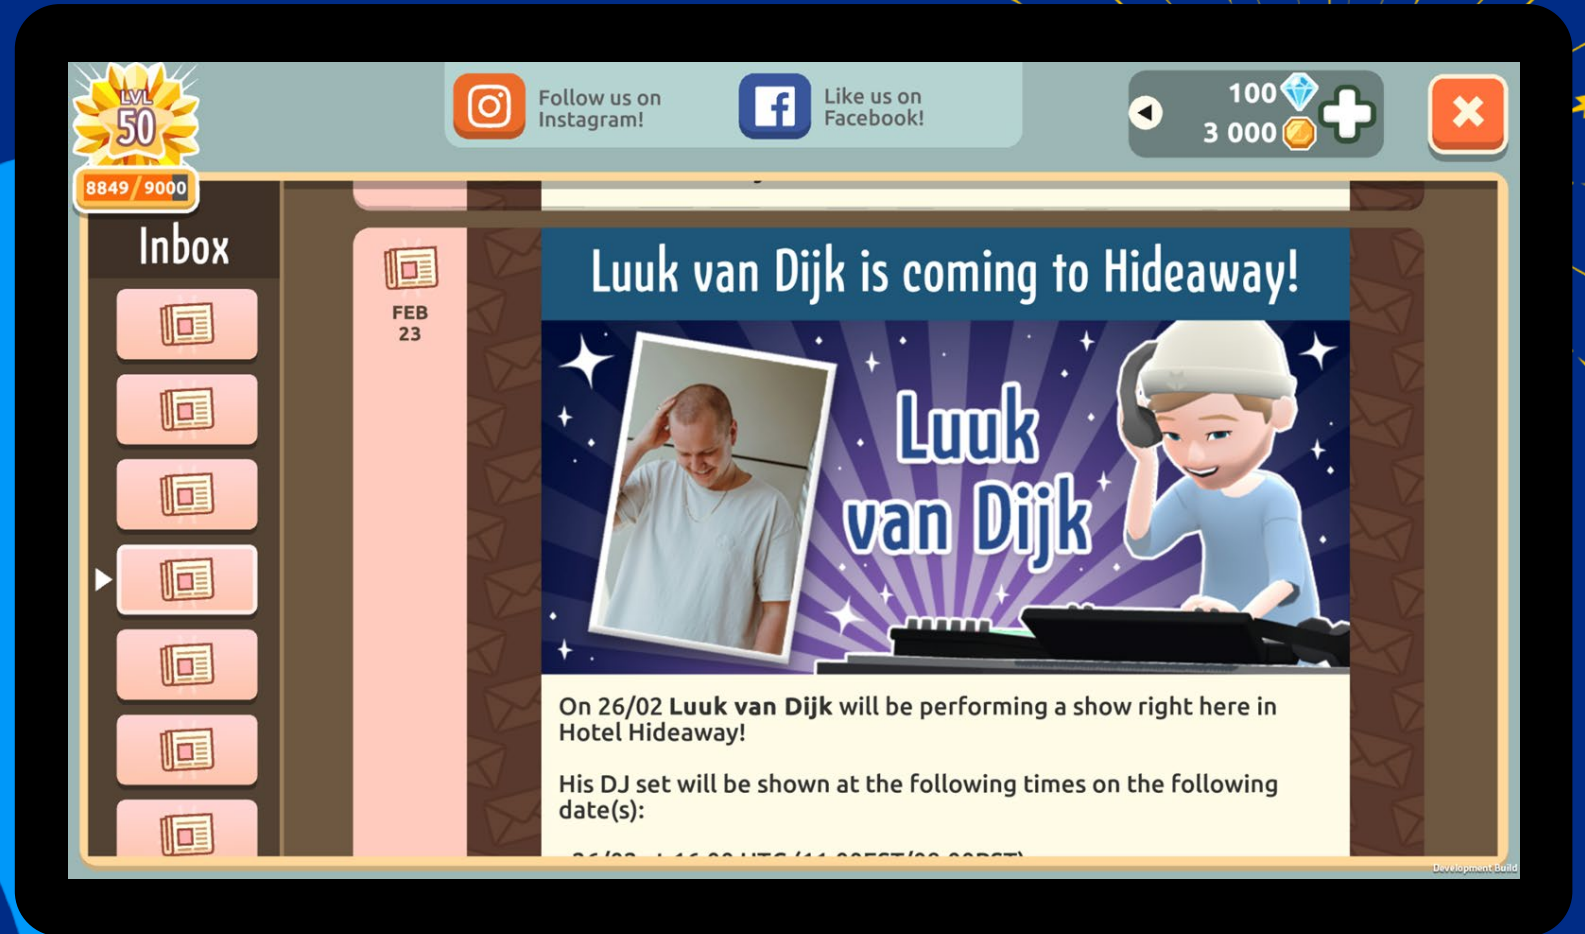 LVL
50
8849/9000
Follow us on
Instagram!
Like us on
Facebook!
100
3 000
Inbox
FEB
23
Luuk van Dijk is coming to Hideaway!
Luuk
van Dijk
On 26/02 Luuk van Dijk will be performing a show right here in
Hotel Hideaway!
His DJ set will be shown at the following times on the following
date(s):
Development Build